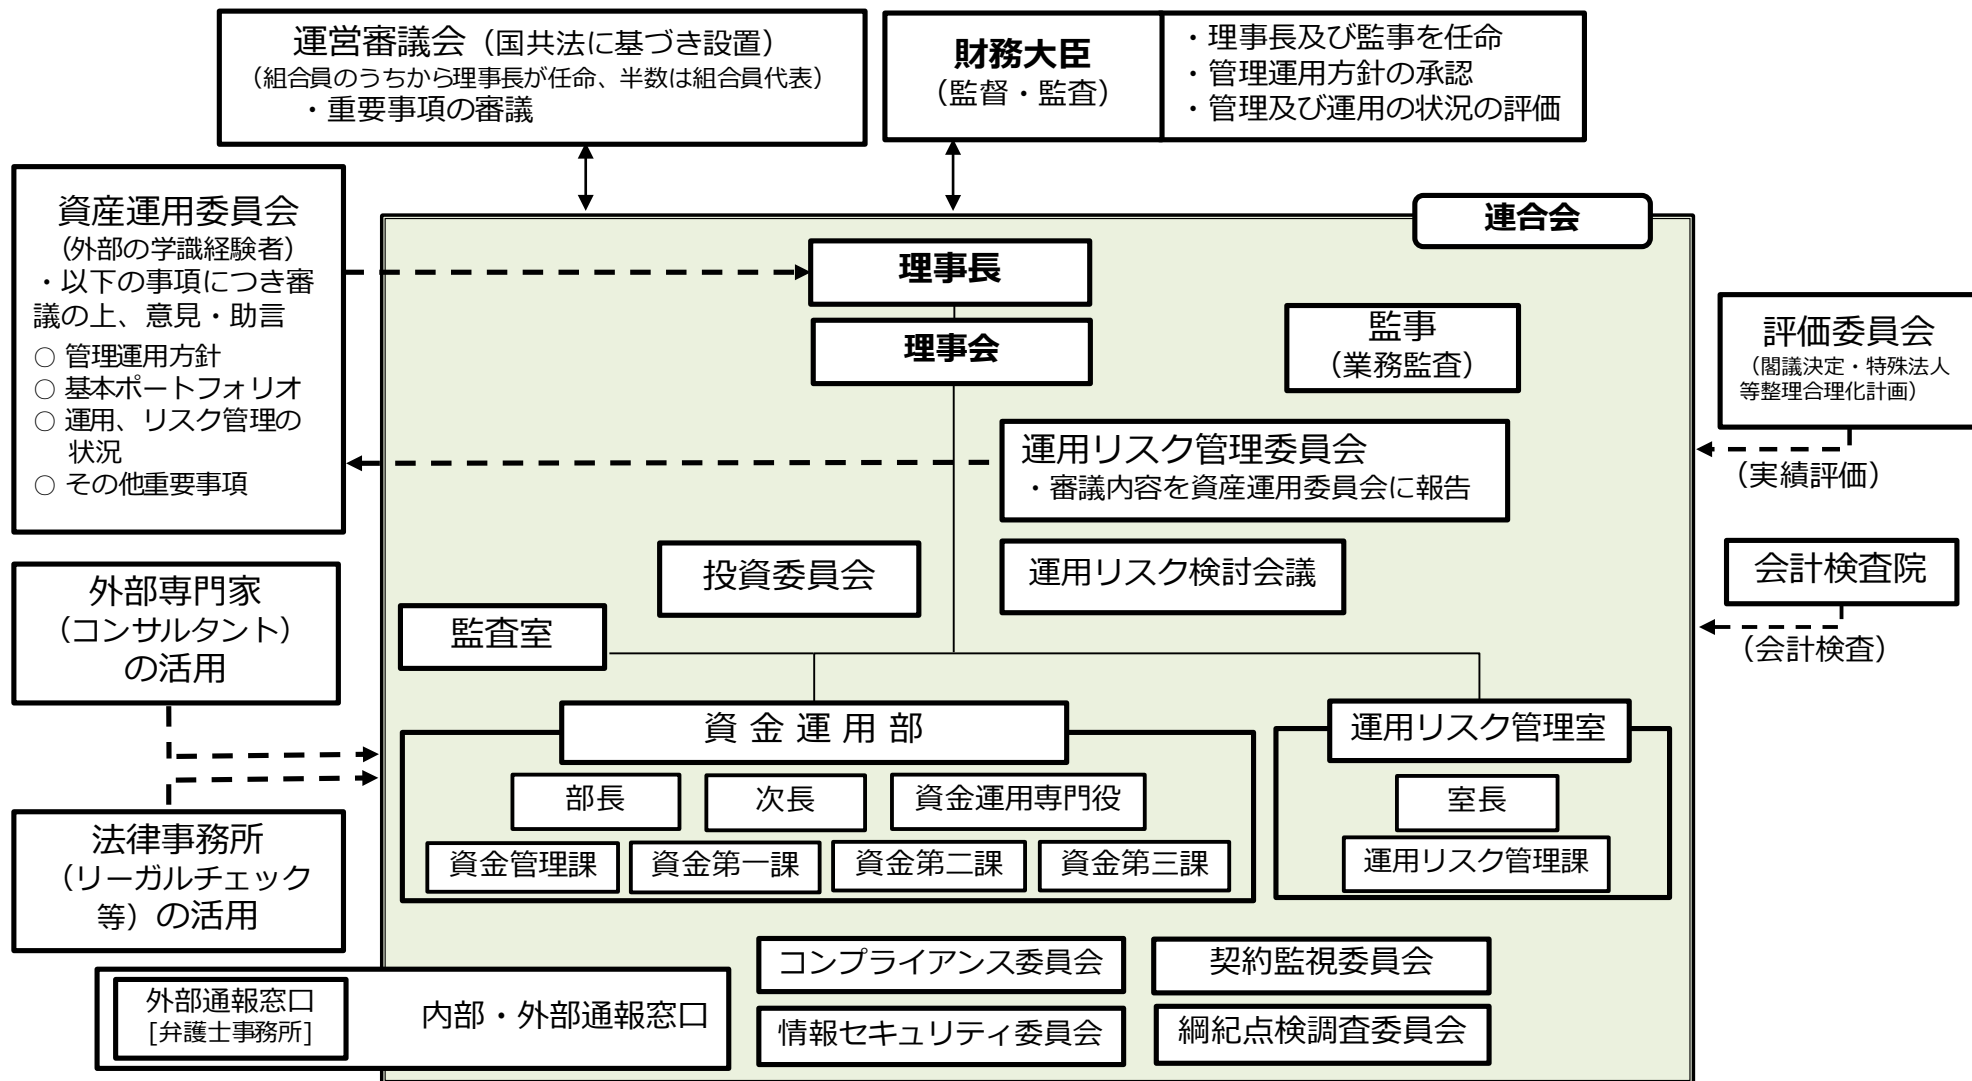 運営審議会（国共法に基づき設置）
（組合員のうちから理事長が任命、半数は組合員代表）
・重要事項の審議
財務大臣
（監督・監査）
・理事長及び監事を任命
・管理運用方針の承認
・管理及び運用の状況の評価
資産運用委員会
（外部の学識経験者）
・以下の事項につき審
議の上、意見・助言
○ 管理運用方針
○ 基本ポートフォリオ
○ 運用、リスク管理の
状況
○ その他重要事項
連合会
理事長
理事会
監事
（業務監査）
評価委員会
（閣議決定・特殊法人
等整理合理化計画）
（実績評価）
運用リスク管理委員会
・審議内容を資産運用委員会に報告
投資委員会
運用リスク検討会議
会計検査院
（会計検査）
外部専門家
（コンサルタント）
の活用
監査室
資 金 運 用 部
運用リスク管理室
部長
次長
資金運用専門役
室長
資金管理課
資金第一課
資金第二課
資金第三課
運用リスク管理課
法律事務所
（リーガルチェック
等）の活用
コンプライアンス委員会
契約監視委員会
外部通報窓口
[弁護士事務所]
内部・外部通報窓口
情報セキュリティ委員会
綱紀点検調査委員会